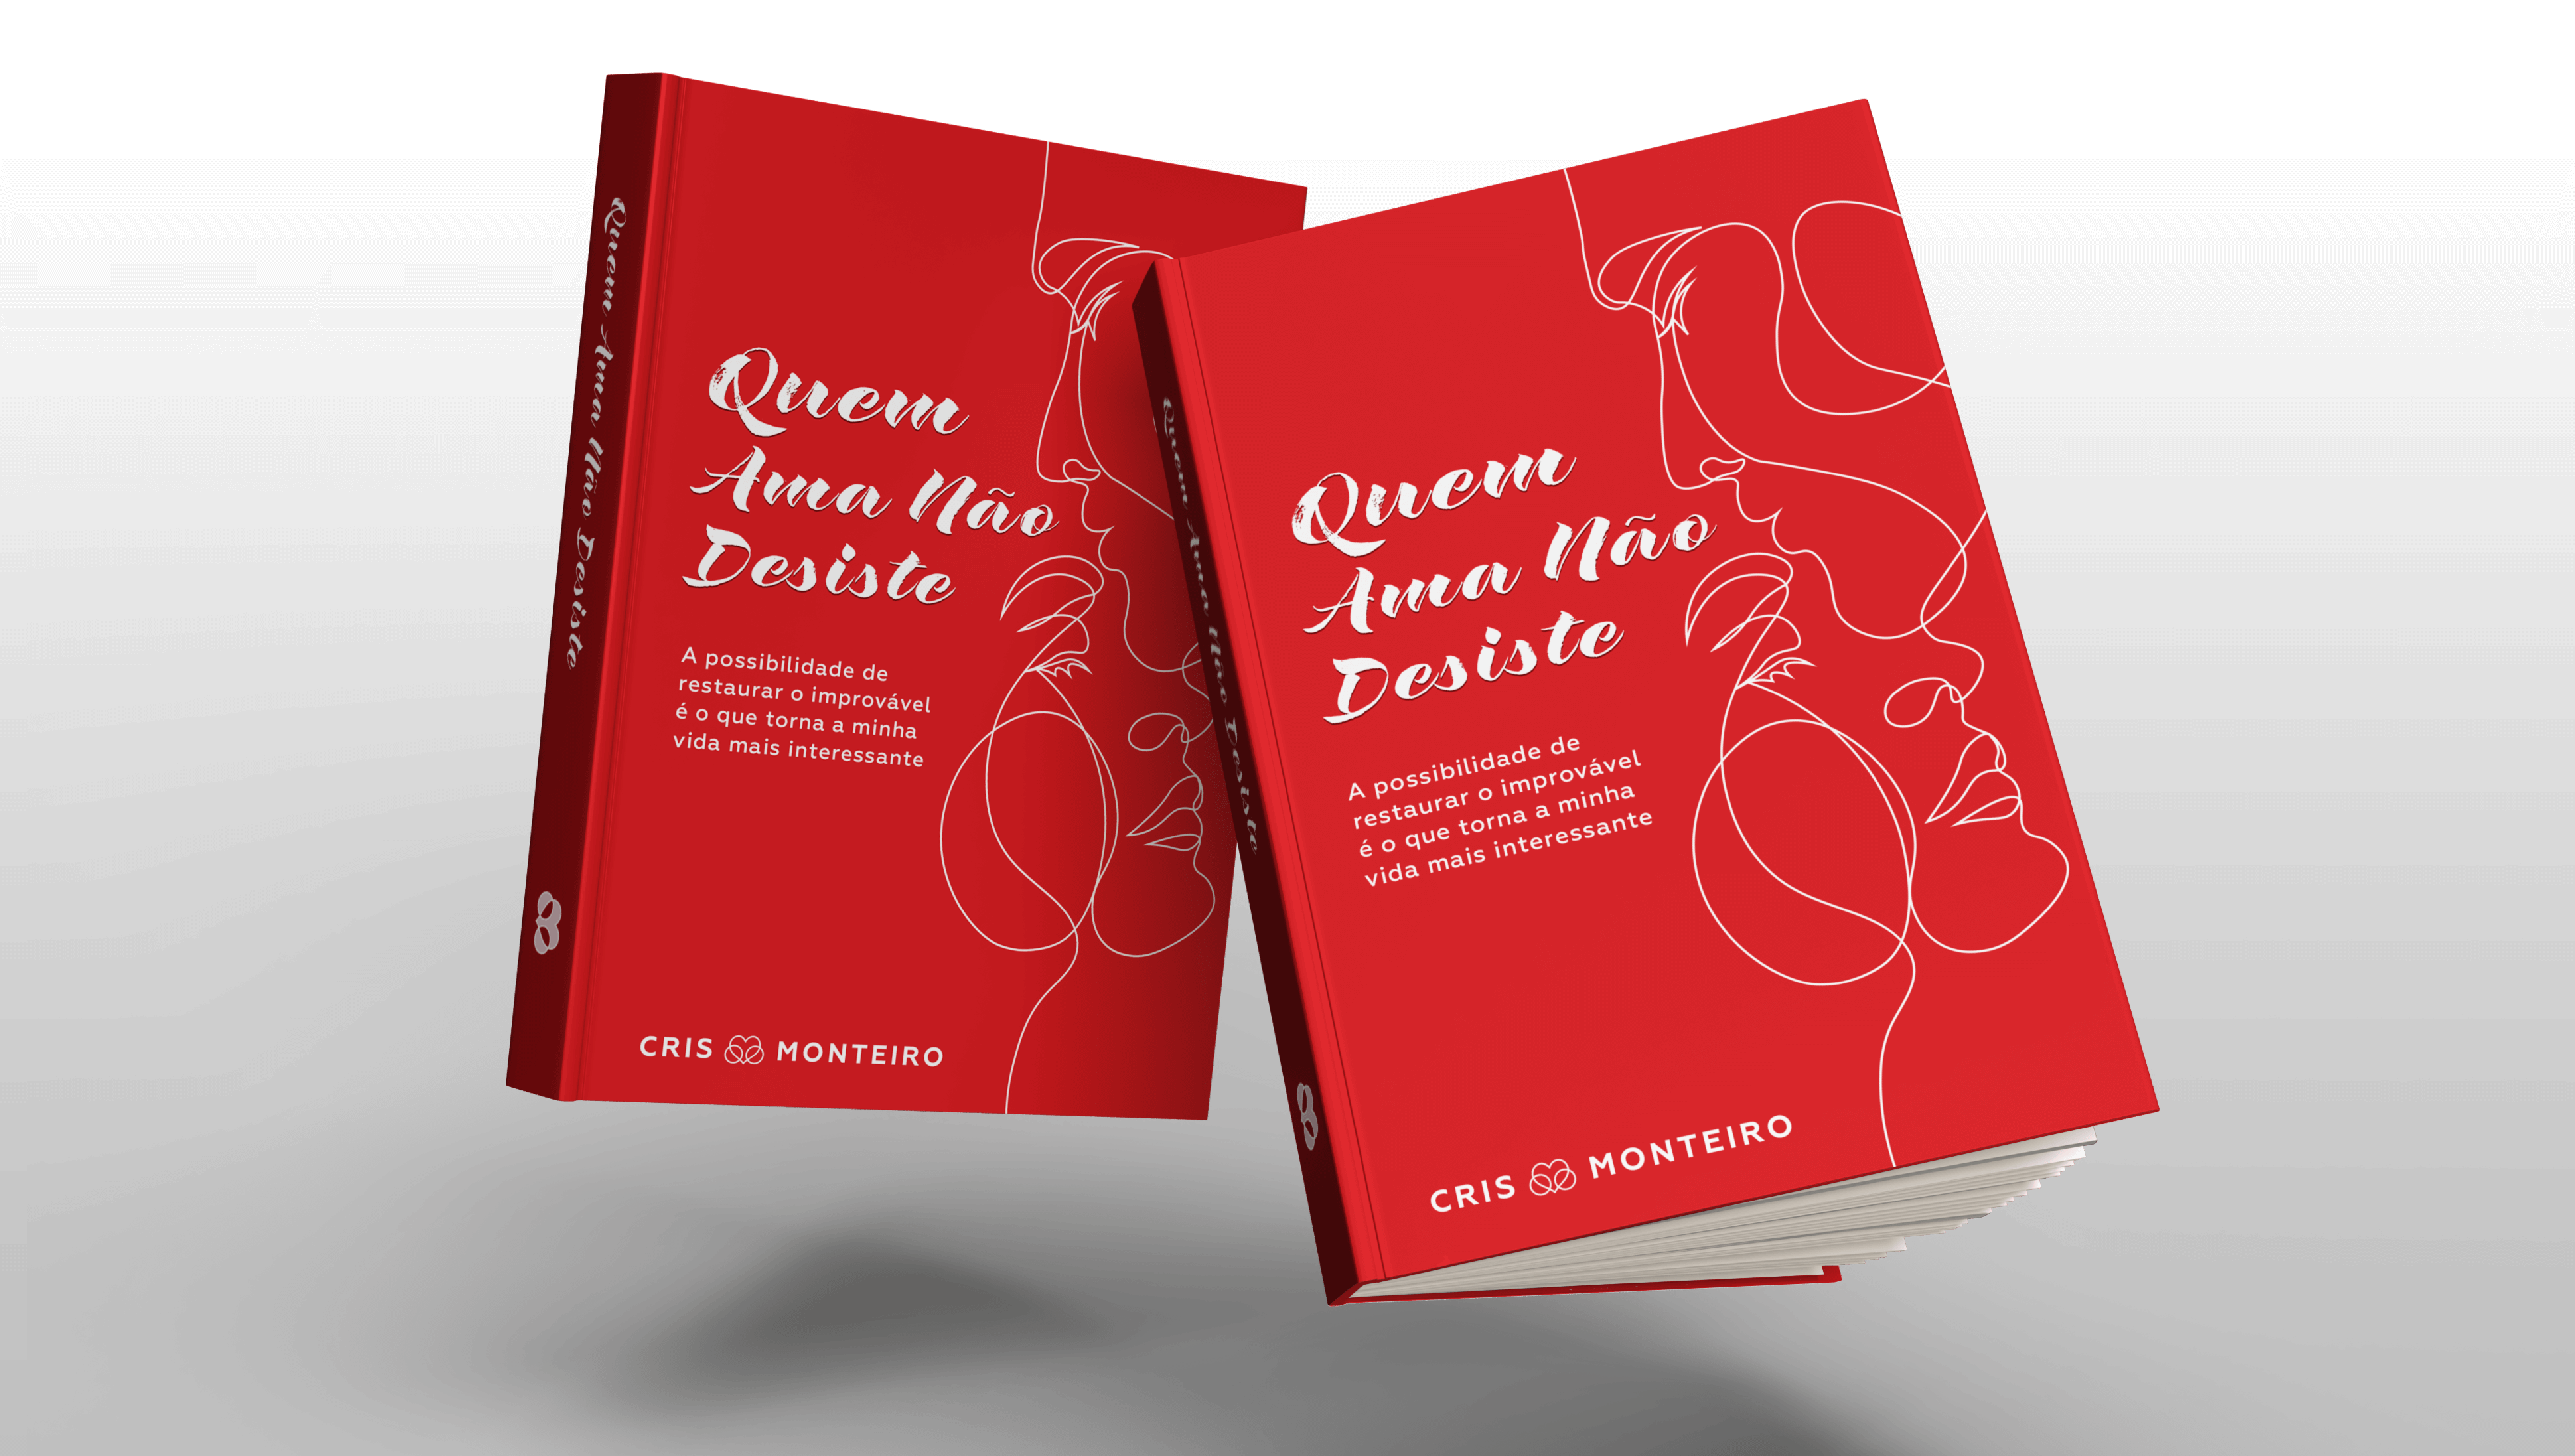 Quem Ama Não Desiste
Quem
Ama Não
Desiste
A possibilidade de
restaurar o improvável
é o que torna a minha
vida mais interessante
CRIS MONTEIRO
Quem Ama Não Desiste
Quem
Ama Não
Desiste
A possibilidade de
restaurar o improvável
é o que torna a minha
vida mais interessante
CRIS MONTEIRO